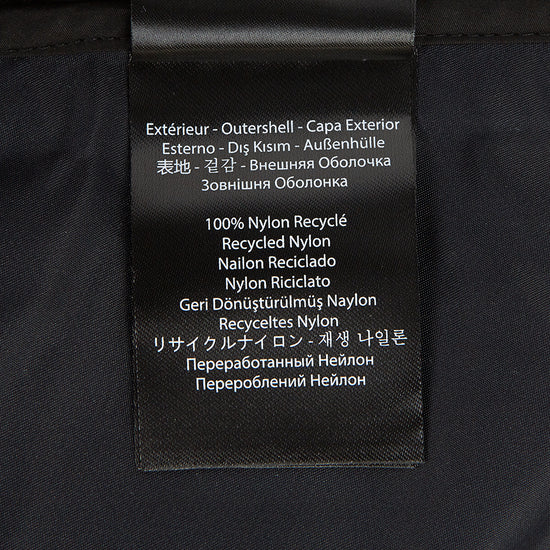 Extérieur - Outershell - Capa Exterior
Esterno - Dış Kısım - Außenhülle
表地 - 겉감 - Внешняя Оболочка
Зовнішня Оболонка
100% Nylon Recyclé
Recycled Nylon
Nailon Reciclado
Nylon Riciclato
Geri Dönüştürülmüş Naylon
Recyceltes Nylon
リサイクルナイロン - 재생 나일론
Переработанный Нейлон
Перероблений Нейлон